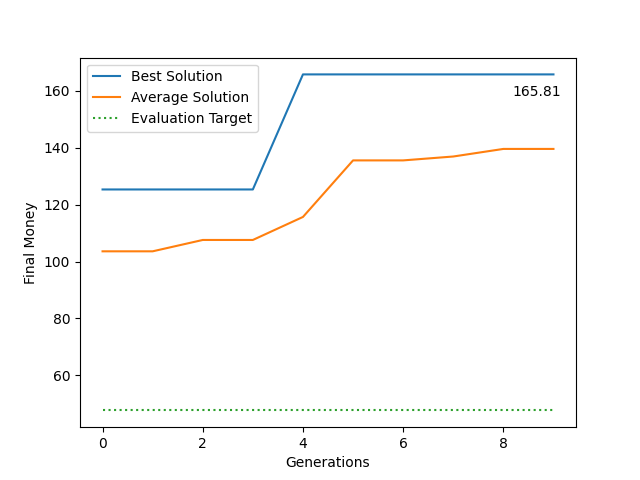 Best Solution
Average Solution
Evaluation Target
165.81
160
140
120
100
80
60
Final Money
0 2 4 6 8
Generations